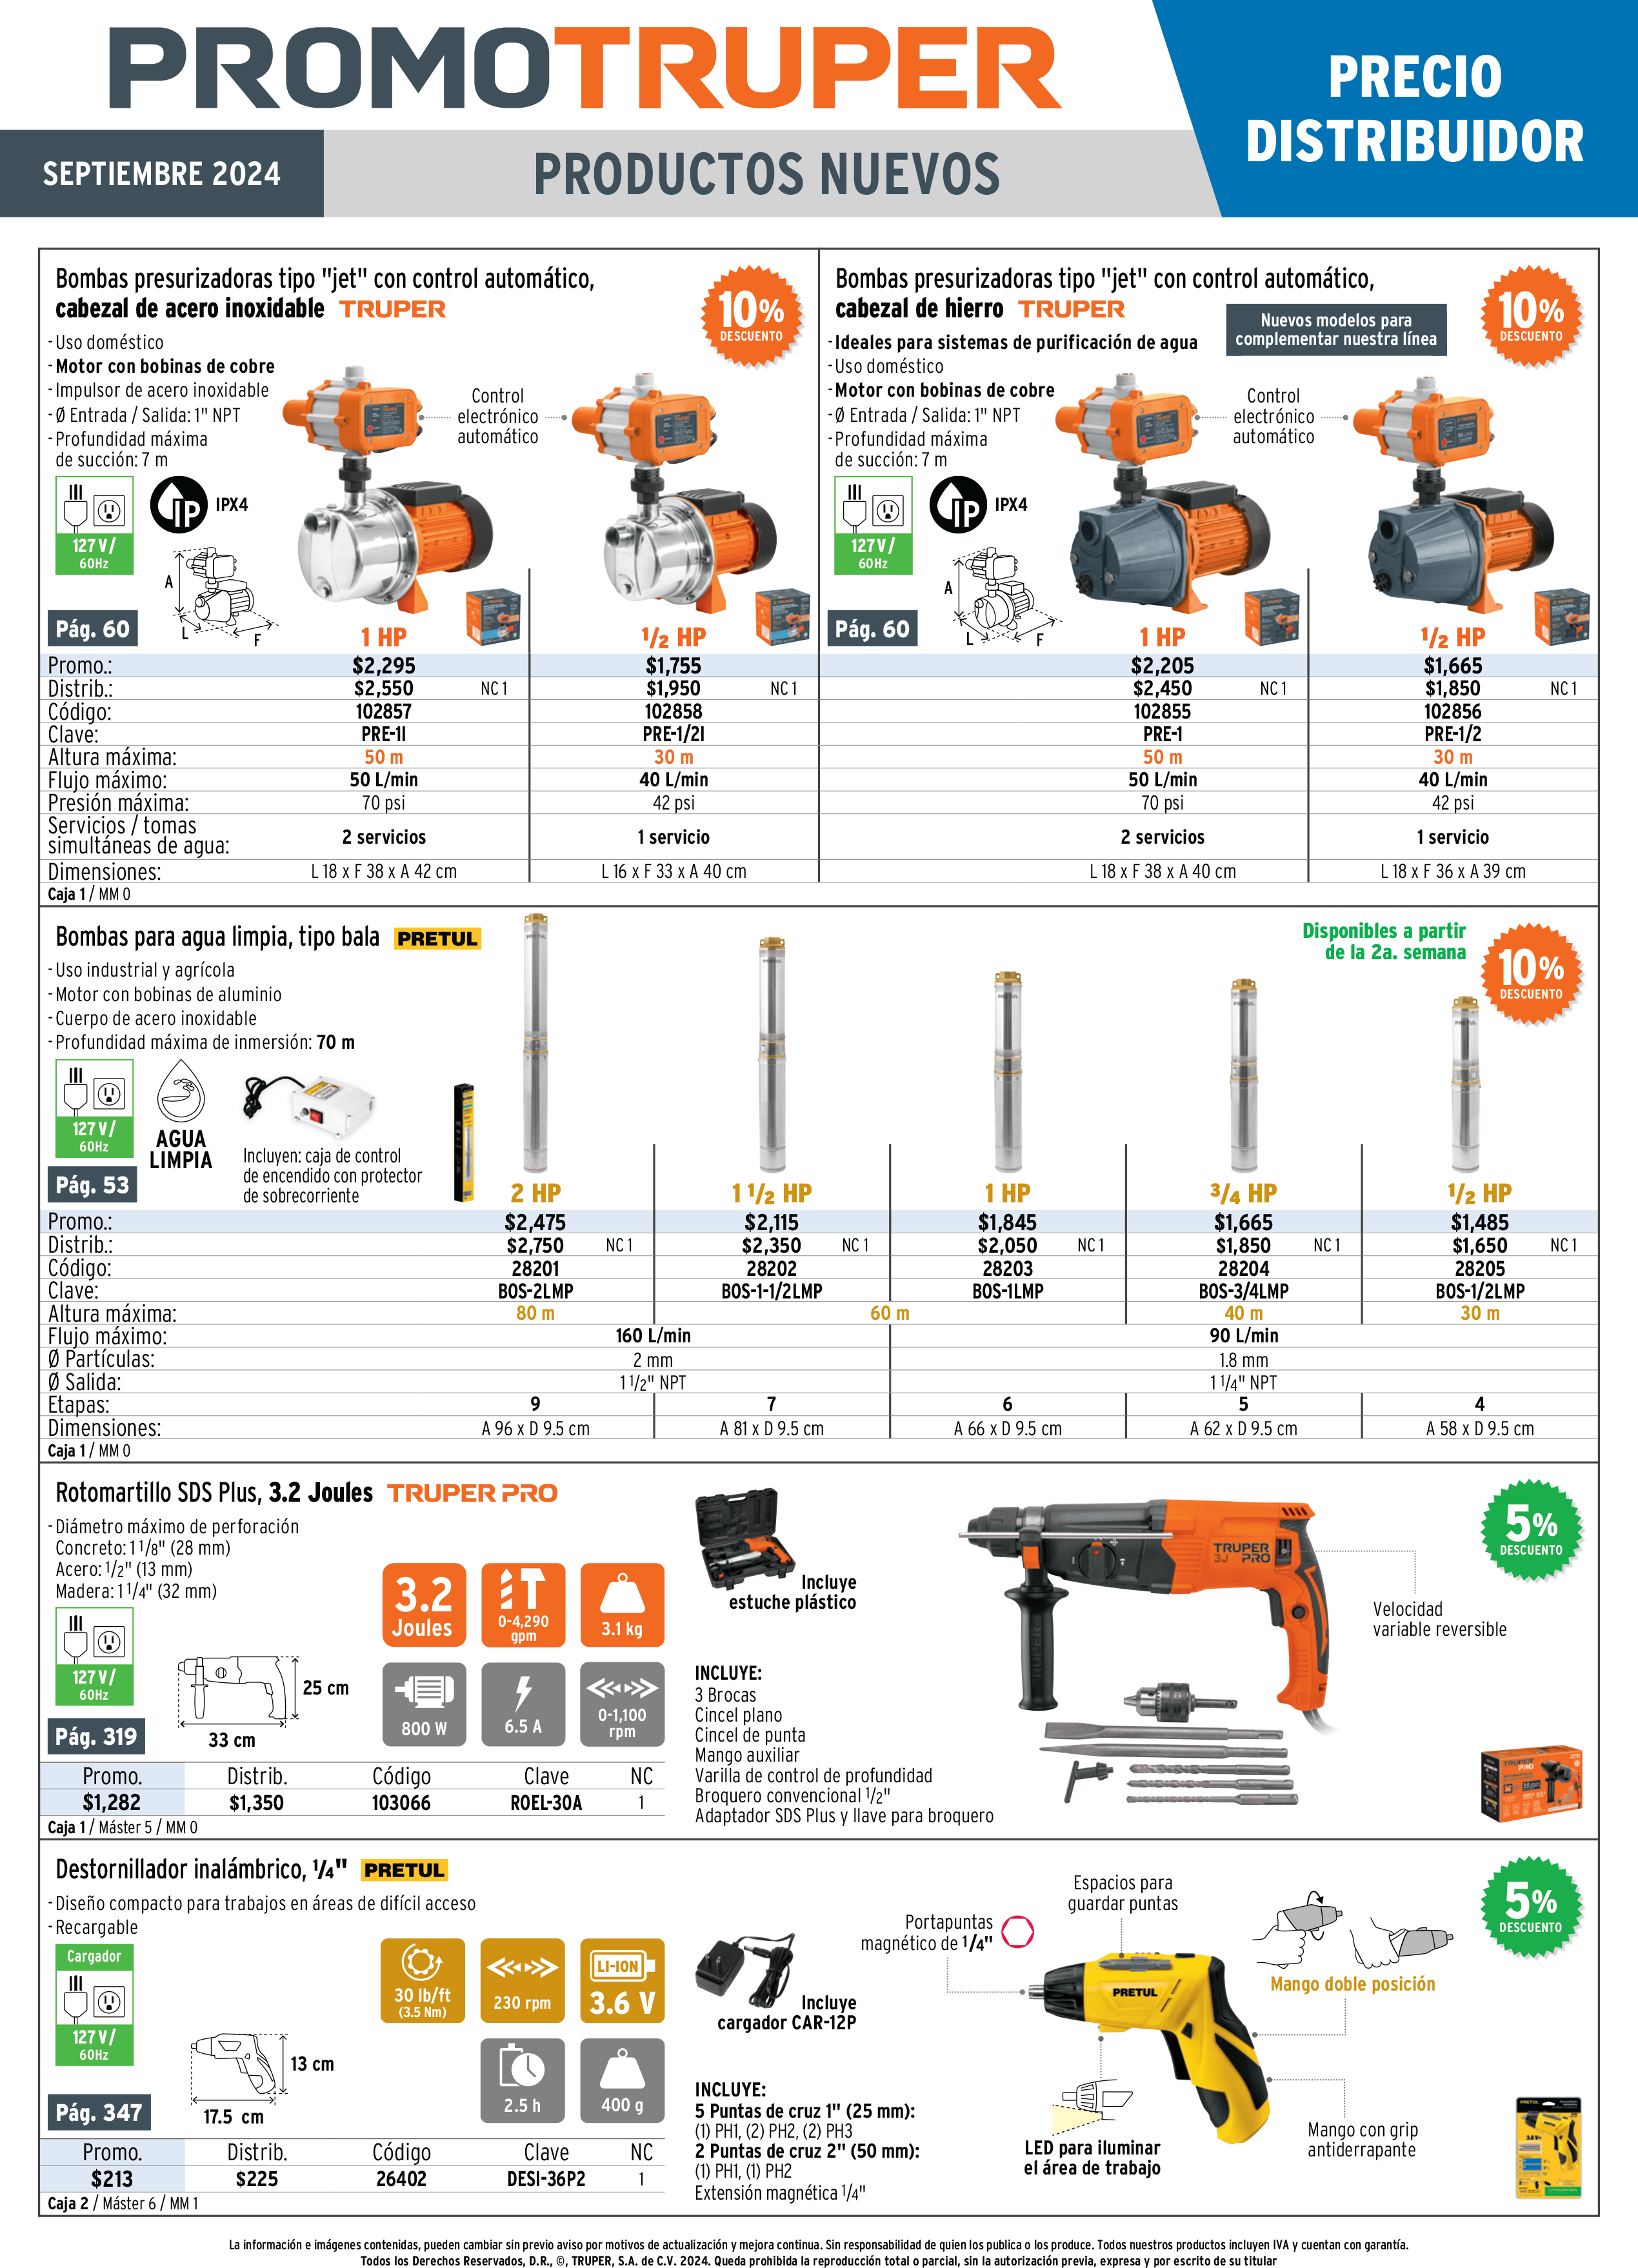 PROMOTRUPER
PRECIO
DISTRIBUIDOR
SEPTIEMBRE 2024
PRODUCTOS NUEVOS
Bombas presurizadoras tipo "jet" con control automático,
cabezal de acero inoxidable TRUPER
10%
DESCUENTO
- Uso doméstico
- Motor con bobinas de cobre
- Impulsor de acero inoxidable
- Ø Entrada / Salida: 1" NPT
- Profundidad máxima
de succión: 7 m
Control
electrónico
automático
127 V/
60Hz
IP
IPX4
A
L
F
Pág. 60
1 HP
1/2 HP
Bombas presurizadoras tipo "jet" con control automático,
cabezal de hierro TRUPER
Nuevos modelos para
complementar nuestra línea
10%
DESCUENTO
- Ideales para sistemas de purificación de agua
- Uso doméstico
- Motor con bobinas de cobre
- Ø Entrada / Salida: 1" NPT
- Profundidad máxima
de succión: 7 m
Control
electrónico
automático
127 V/
60Hz
IP
IPX4
A
L
F
Pág. 60
1 HP
1/2 HP
Promo.: $2,295 $1,755 $2,205 $1,665
Distrib.: $2,550 NC 1 $1,950 NC 1 $2,450 NC 1 $1,850 NC 1
Código: 102857 102858 102855 102856
Clave: PRE-1I PRE-1/2I PRE-1 PRE-1/2
Altura máxima: 50 m 30 m 50 m 30 m
Flujo máximo: 50 L/min 40 L/min 50 L/min 40 L/min
Presión máxima: 70 psi 42 psi 70 psi 42 psi
Servicios / tomas
simultáneas de agua: 2 servicios 1 servicio 2 servicios 1 servicio
Dimensiones: L 18 x F 38 x A 42 cm L 16 x F 33 x A 40 cm L 18 x F 38 x A 40 cm L 18 x F 36 x A 39 cm
Caja 1 / MM 0
Bombas para agua limpia, tipo bala PRETUL
- Uso industrial y agrícola
- Motor con bobinas de aluminio
- Cuerpo de acero inoxidable
- Profundidad máxima de inmersión: 70 m
Disponibles a partir
de la 2a. semana
10%
DESCUENTO
127 V/
60Hz
AGUA
LIMPIA
Incluyen: caja de control
de encendido con protector
de sobrecorriente
Pág. 53
2 HP 1 1/2 HP 1 HP 3/4 HP 1/2 HP
Promo.: $2,475 $2,115 $1,845 $1,665 $1,485
Distrib.: $2,750 NC 1 $2,350 NC 1 $2,050 NC 1 $1,850 NC 1 $1,650 NC 1
Código: 28201 28202 28203 28204 28205
Clave: BOS-2LMP BOS-1-1/2LMP BOS-1LMP BOS-3/4LMP BOS-1/2LMP
Altura máxima: 80 m 60 m 40 m 30 m
Flujo máximo: 160 L/min 90 L/min
Ø Partículas: 2 mm 1.8 mm
Ø Salida: 1 1/2" NPT 1 1/4" NPT
Etapas: 9 7 6 5 4
Dimensiones: A 96 x D 9.5 cm A 81 x D 9.5 cm A 66 x D 9.5 cm A 62 x D 9.5 cm A 58 x D 9.5 cm
Caja 1 / MM 0
Rotomartillo SDS Plus, 3.2 Joules TRUPER PRO
- Diámetro máximo de perforación
Concreto: 1 1/8" (28 mm)
Acero: 1/2" (13 mm)
Madera: 1 1/4" (32 mm)
127 V/
60Hz
25 cm
33 cm
Pág. 319
3.2
Joules
0-4,290
gpm
3.1 kg
800 W
6.5 A
0-1,100
rpm
Incluye
estuche plástico
INCLUYE:
3 Brocas
Cincel plano
Cincel de punta
Mango auxiliar
Varilla de control de profundidad
Broquero convencional 1/2"
Adaptador SDS Plus y llave para broquero
TRUPER
3J PRO
TRUPER
Velocidad
variable reversible
5%
DESCUENTO
TRUPER
PRO
Promo. Distrib. Código Clave NC
$1,282 $1,350 103066 ROEL-30A 1
Caja 1 / Máster 5 / MM 0
Destornillador inalámbrico, 1/4" PRETUL
- Diseño compacto para trabajos en áreas de difícil acceso
- Recargable
Cargador
127 V/
60Hz
13 cm
17.5 cm
Pág. 347
30 lb/ft
(3.5 Nm)
230 rpm
LI-ION
3.6 V
2.5 h
400 g
Incluye
cargador CAR-12P
INCLUYE:
5 Puntas de cruz 1" (25 mm):
(1) PH1, (2) PH2, (2) PH3
2 Puntas de cruz 2" (50 mm):
(1) PH1, (1) PH2
Extensión magnética 1/4"
Portapuntas
magnético de 1/4"
Espacios para
guardar puntas
PRETUL
Mango doble posición
LED para iluminar
el área de trabajo
Mango con grip
antiderrapante
5%
DESCUENTO
PRETUL
Promo. Distrib. Código Clave NC
$213 $225 26402 DESI-36P2 1
Caja 2 / Máster 6 / MM 1
La información e imágenes contenidas, pueden cambiar sin previo aviso por motivos de actualización y mejora continua. Sin responsabilidad de quien los publica o los produce. Todos nuestros productos incluyen IVA y cuentan con garantía.
Todos los Derechos Reservados, D.R., ©, TRUPER, S.A. de C.V. 2024. Queda prohibida la reproducción total o parcial, sin la autorización previa, expresa y por escrito de su titular